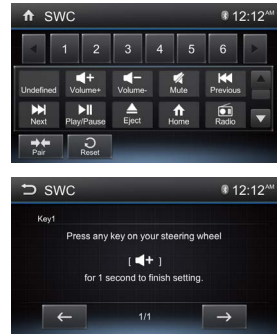 SWC
12:12AM
1 2 3 4 5 6
Undefined Volume+ Volume- Mute Previous
Next Play/Pause Eject Home Radio
Pair Reset
SWC
12:12AM
Key1
Press any key on your steering wheel
[ + ]
for 1 second to finish setting.
1/1